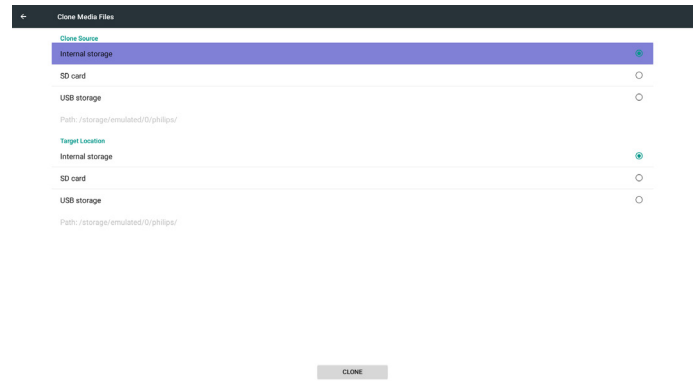 Clone Media Files
Clone Source
Internal storage
SD card
USB storage
Path: /storage/emulated/0/philips/
Target Location
Internal storage
SD card
USB storage
Path: /storage/emulated/0/philips/
CLONE